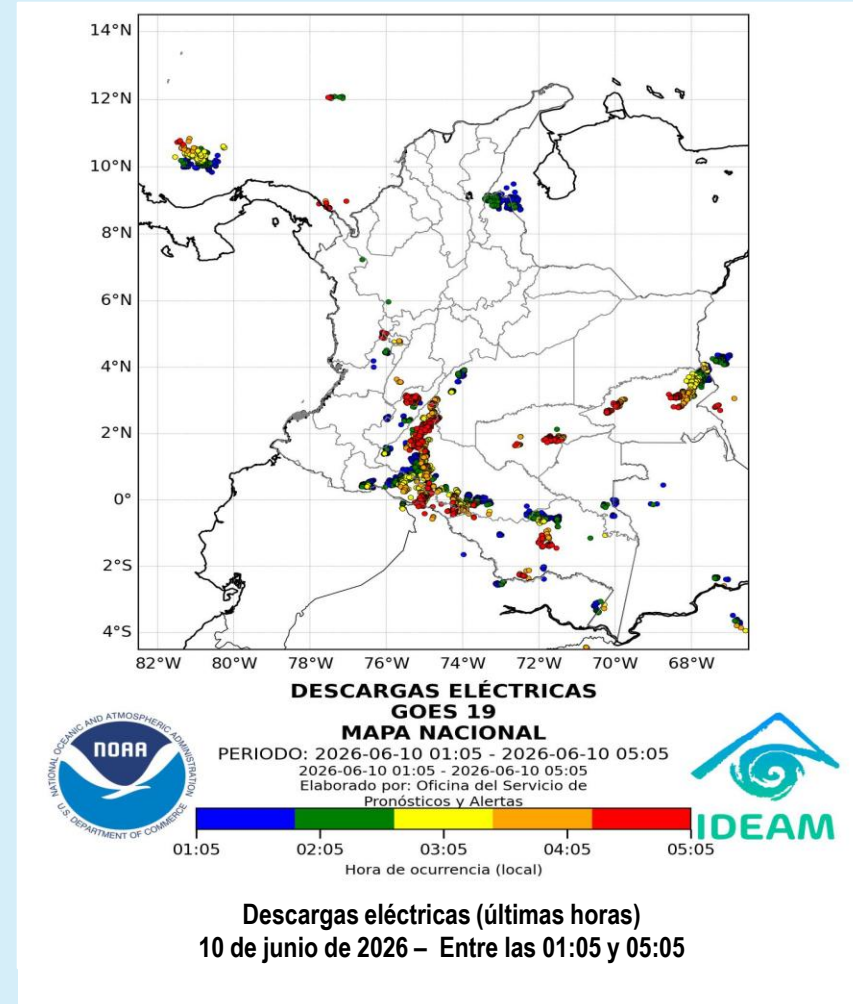 14°N
12°N
10°N
8°N
6°N
4°N
2°N
0°
2°S
4°S
82°W 80°W 78°W 76°W 74°W 72°W 70°W 68°W
DESCARGAS ELÉCTRICAS
GOES 19
MAPA NACIONAL
PERIODO: 2026-06-10 01:05 - 2026-06-10 05:05
2026-06-10 01:05 - 2026-06-10 05:05
Elaborado por: Oficina del Servicio de
Pronósticos y Alertas
NATIONAL OCEANIC AND ATMOSPHERIC ADMINISTRATION
NOAA
U.S. DEPARTMENT OF COMMERCE
IDEAM
01:05 02:05 03:05 04:05 05:05
Hora de ocurrencia (local)
Descargas eléctricas (últimas horas)
10 de junio de 2026 – Entre las 01:05 y 05:05